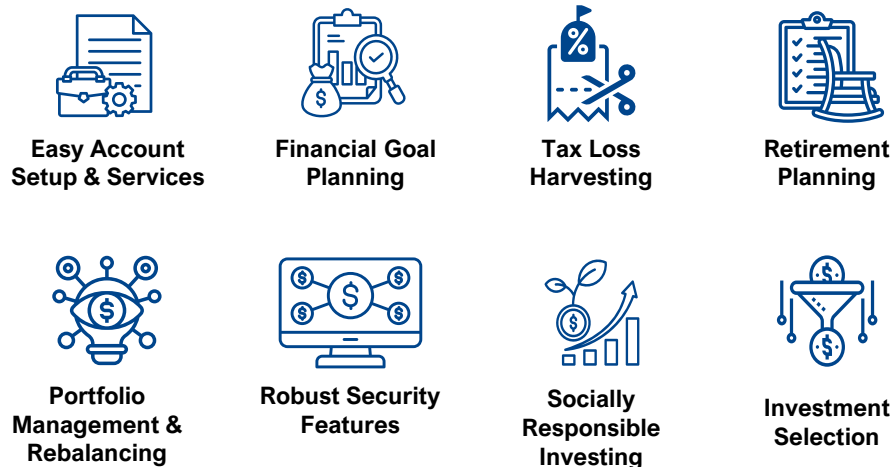 %
$
Easy Account
Setup & Services
Financial Goal
Planning
Tax Loss
Harvesting
Retirement
Planning
$
$
$
$
$
$
$
$
$
Portfolio
Management &
Rebalancing
Robust Security
Features
Socially
Responsible
Investing
Investment
Selection